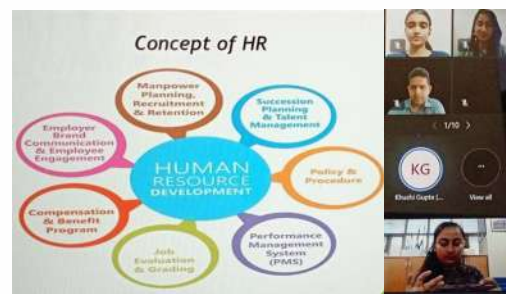 Concept of HR
Manpower
Planning,
Recruitment
& Retention
Succession
Planning
& Talent
Management
Employer
Brand
Communication
& Employee
Engagement
HUMAN
RESOURCE
DEVELOPMENT
Policy &
Procedure
Compensation
& Benefit
Program
Job
Evaluation
& Grading
Performance
Management
System
(PMS)
< 1/10 >
KG
Khushi Gupta (...
...
View all